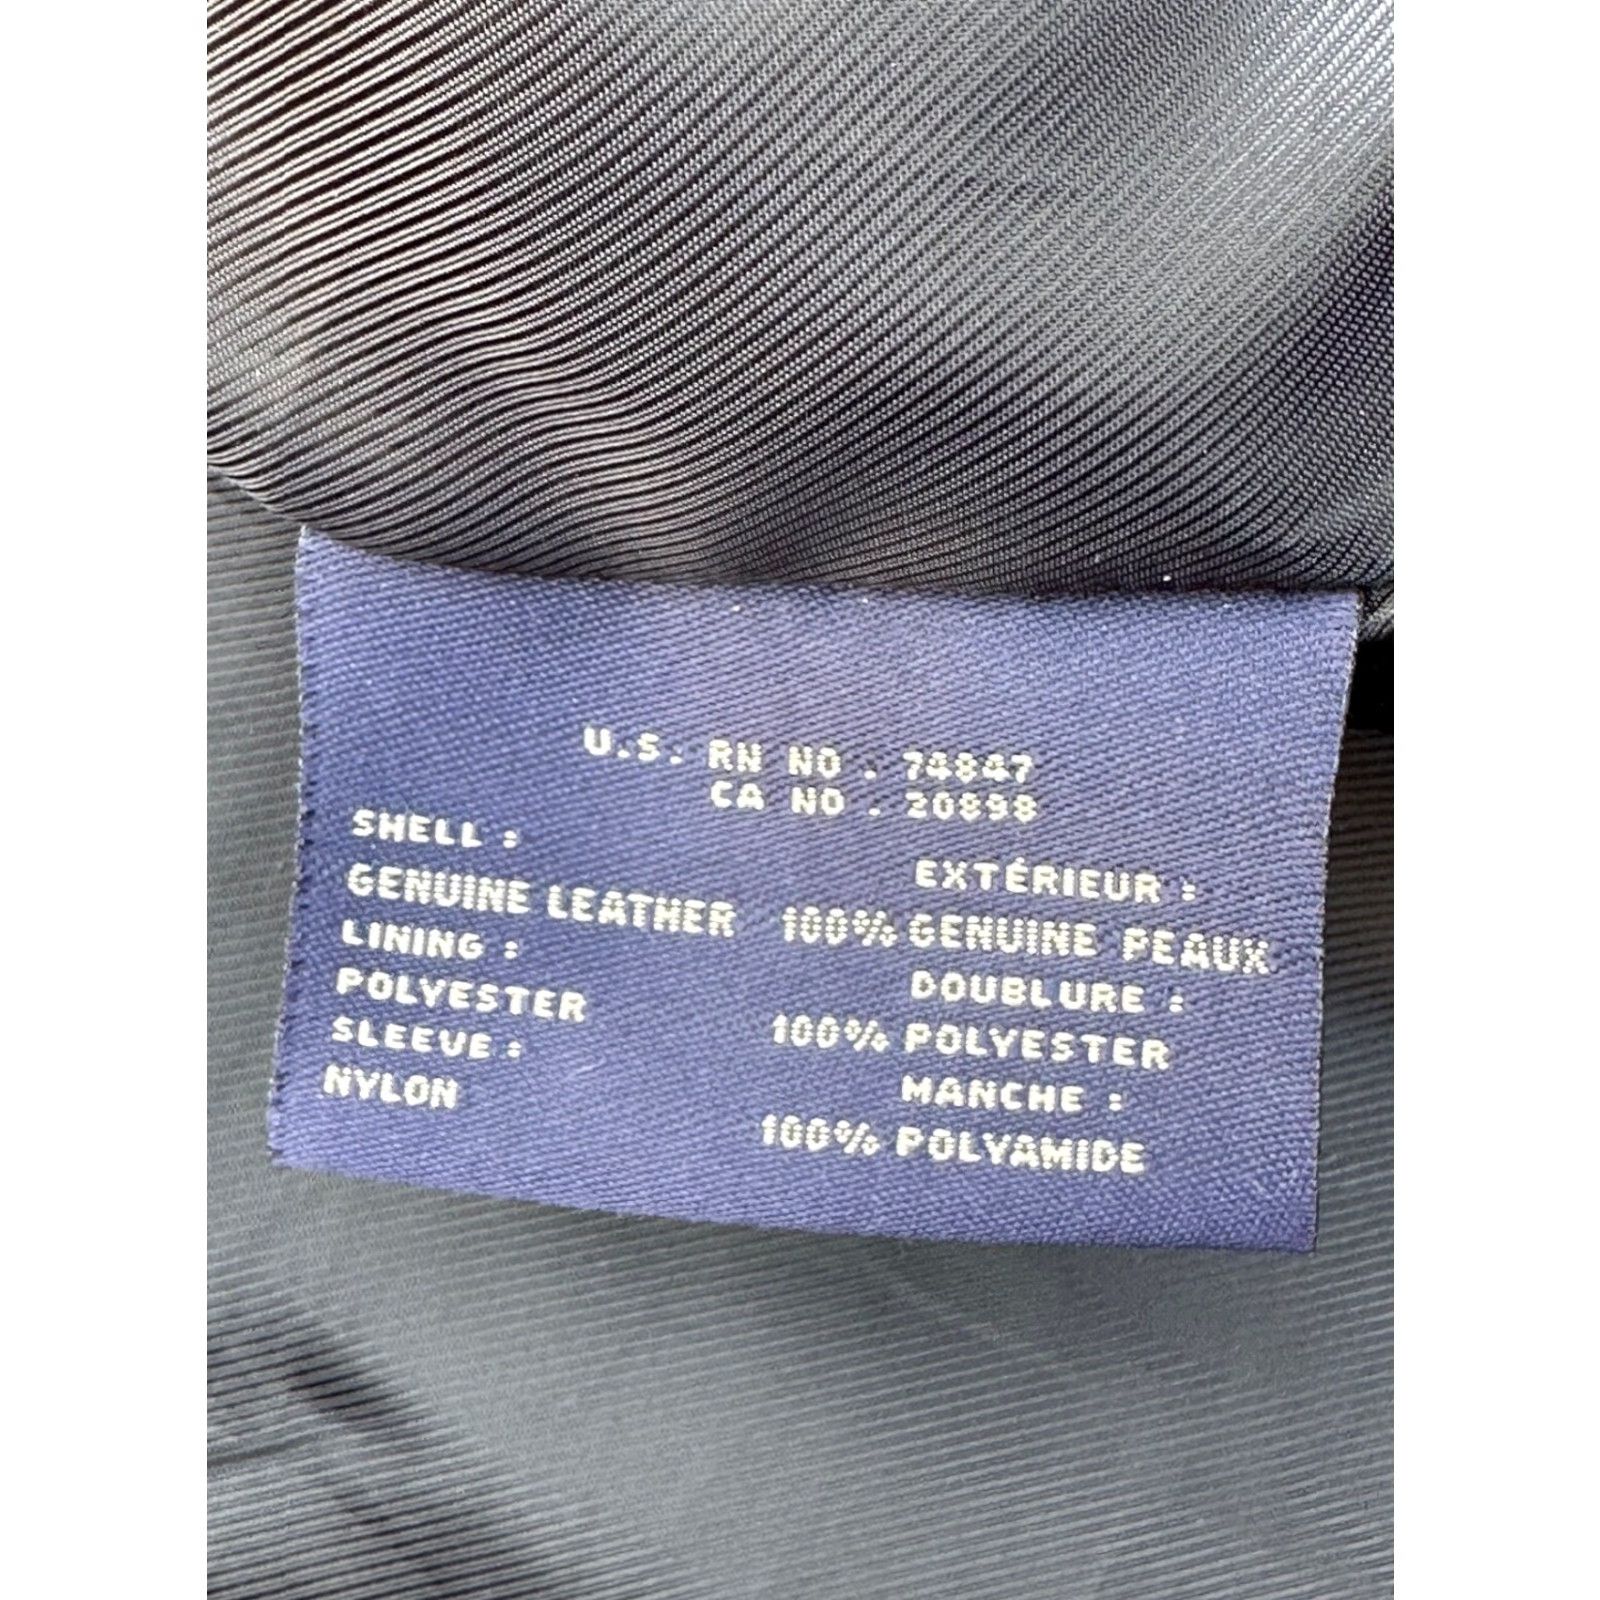 U.S. RN NO. 74847
CA NO. 30898
SHELL:
GENUINE LEATHER
LINING:
POLYESTER
SLEEVE:
NYLON
EXTÉRIEUR:
100% GENUINE PEAUX
DOUBLURE:
100% POLYESTER
MANCHE:
100% POLYAMIDE